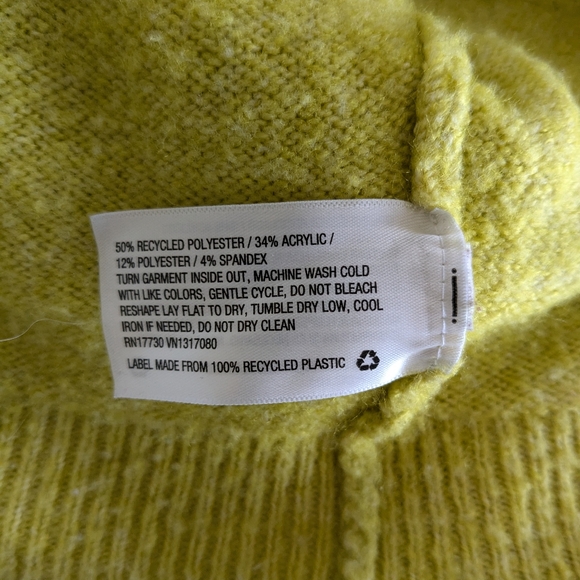 50% RECYCLED POLYESTER / 34% ACRYLIC /
12% POLYESTER / 4% SPANDEX
TURN GARMENT INSIDE OUT, MACHINE WASH COLD
WITH LIKE COLORS, GENTLE CYCLE, DO NOT BLEACH
RESHAPE LAY FLAT TO DRY, TUMBLE DRY LOW, COOL
IRON IF NEEDED, DO NOT DRY CLEAN
RN17730 VN1317080
LABEL MADE FROM 100% RECYCLED PLASTIC